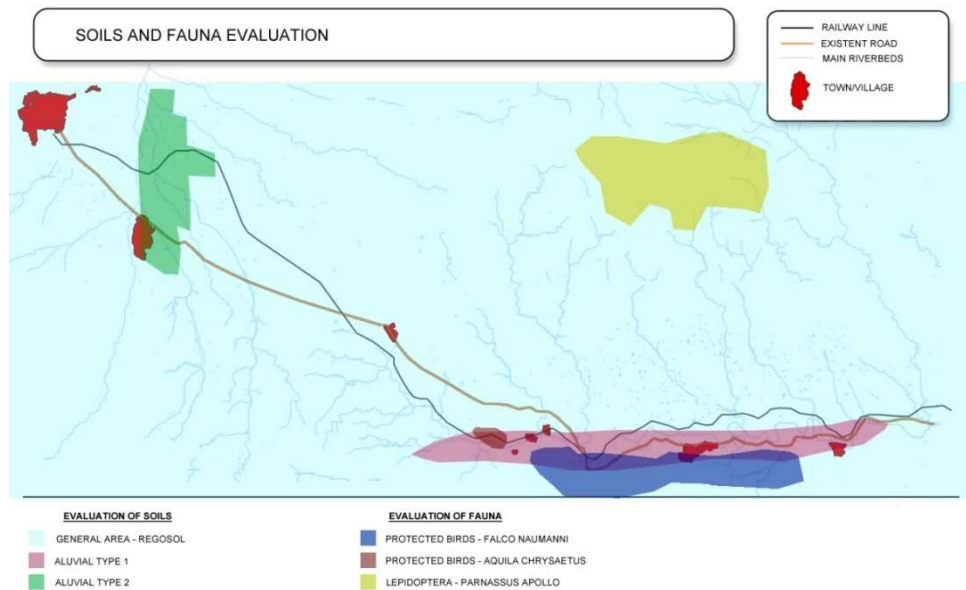 SOILS AND FAUNA EVALUATION
RAILWAY LINE
EXISTENT ROAD
MAIN RIVERBEDS
TOWN/VILLAGE
EVALUATION OF SOILS
GENERAL AREA - REGOSOL
ALUVIAL TYPE 1
ALUVIAL TYPE 2
EVALUATION OF FAUNA
PROTECTED BIRDS - FALCO NAUMANNI
PROTECTED BIRDS - AQUILA CHRYSAETUS
LEPIDOPTERA - PARNASSUS APOLLO